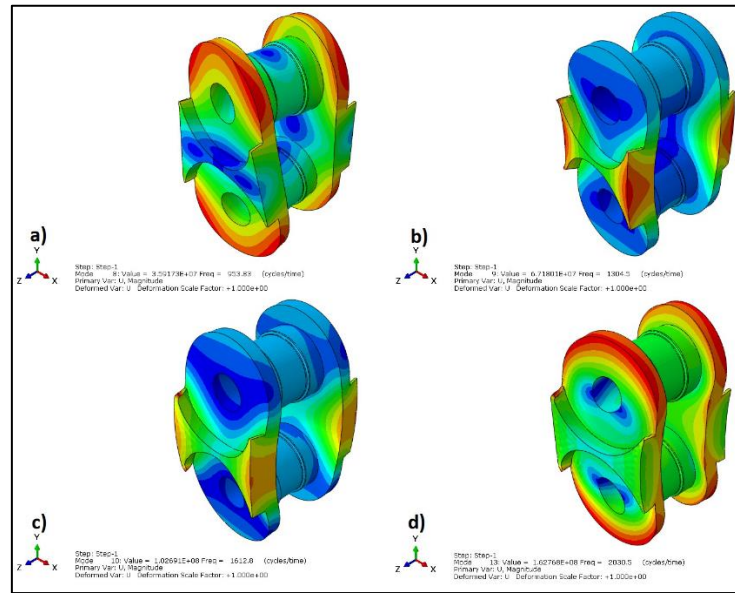 a)
Y
Z X
Step: Step-1
Mode 8: Value = 3.59173E+07 Freq = 953.83 (cycles/time)
Primary Var: U, Magnitude
Deformed Var: U Deformation Scale Factor: +1.000e+00
b)
Y
Z X
Step: Step-1
Mode 9: Value = 6.71801E+07 Freq = 1304.5 (cycles/time)
Primary Var: U, Magnitude
Deformed Var: U Deformation Scale Factor: +1.000e+00
c)
Y
Z X
Step: Step-1
Mode 10: Value = 1.02691E+08 Freq = 1612.8 (cycles/time)
Primary Var: U, Magnitude
Deformed Var: U Deformation Scale Factor: +1.000e+00
d)
Y
Z X
Step: Step-1
Mode 13: Value = 1.62768E+08 Freq = 2030.5 (cycles/time)
Primary Var: U, Magnitude
Deformed Var: U Deformation Scale Factor: +1.000e+00